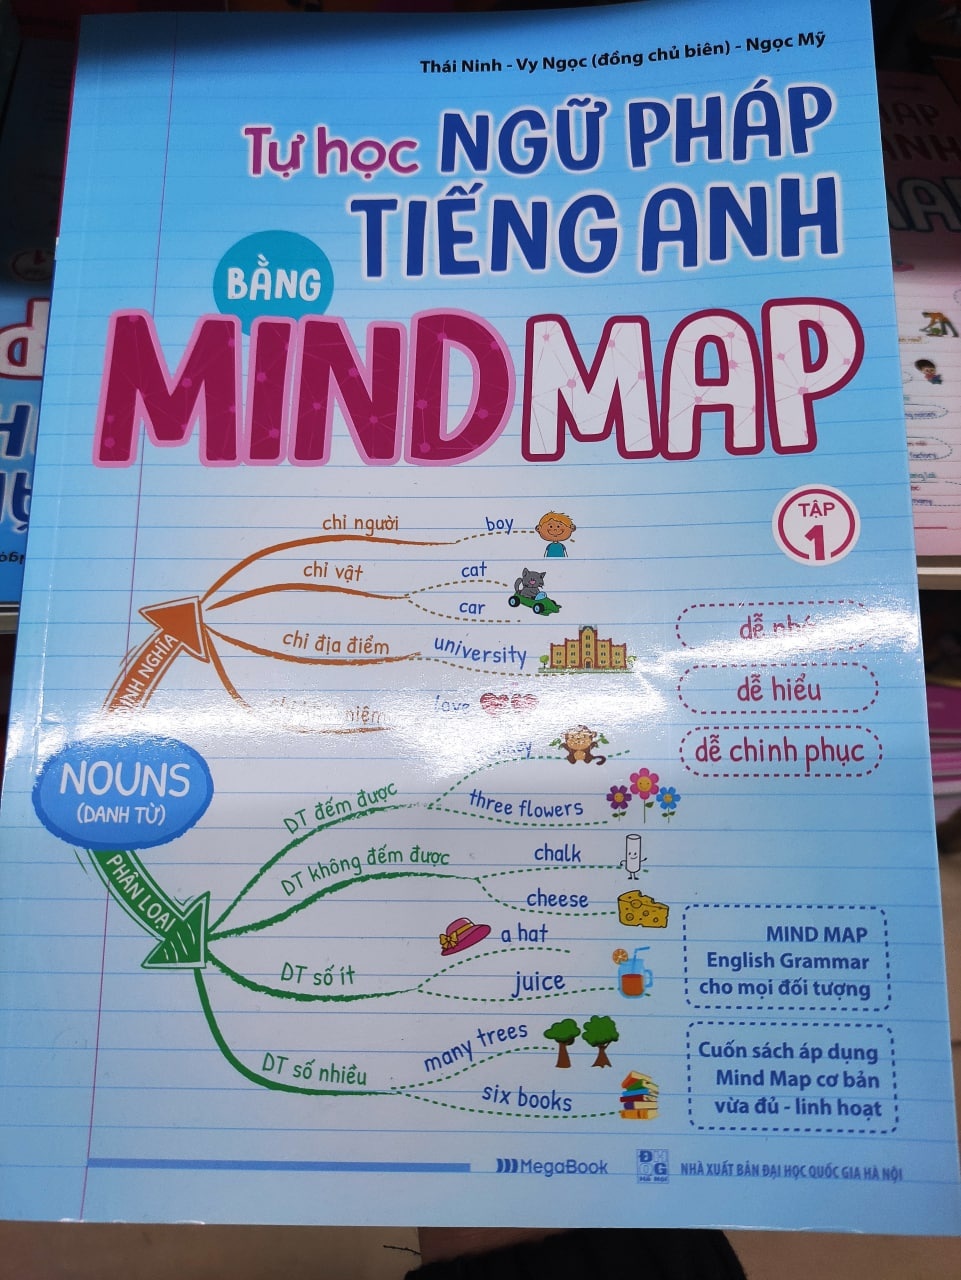 Thái Ninh - Vy Ngọc (đồng chủ biên) - Ngọc Mỹ
Tự học NGỮ PHÁP
TIẾNG ANH
BẰNG
MIND MAP
TẬP
1
chỉ người
boy
chỉ vật
cat
car
chỉ địa điểm
university
love
NGHĨA
dễ
dễ hiểu
dễ chinh phục
NOUNS
(DANH TỪ)
PHÂN LOẠI
DT đếm được
three flowers
DT không đếm được
chalk
cheese
DT số ít
a hat
juice
DT số nhiều
many trees
six books
MIND MAP
English Grammar
cho mọi đối tượng
Cuốn sách áp dụng
Mind Map cơ bản
vừa đủ - linh hoạt
MegaBook
NHÀ XUẤT BẢN ĐẠI HỌC QUỐC GIA HÀ NỘI